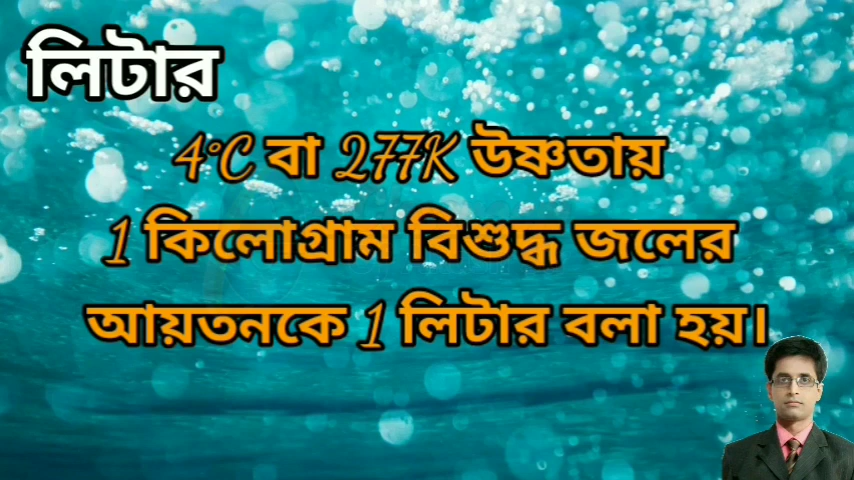 লিটার
4°C বা 277K উষ্ণতায়
1 কিলোগ্রাম বিশুদ্ধ জলের
আয়তনকে 1 লিটার বলা হয়।